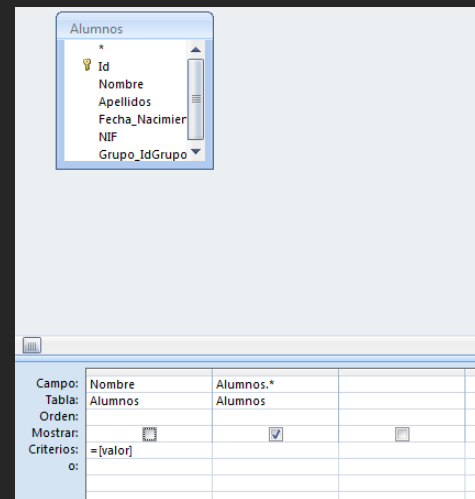 Alumnos
*
Id
Nombre
Apellidos
Fecha_Nacimier
NIF
Grupo_IdGrupo
Campo: Nombre Alumnos.*
Tabla: Alumnos Alumnos
Orden:
Mostrar:
Criterios: =[valor]
o: